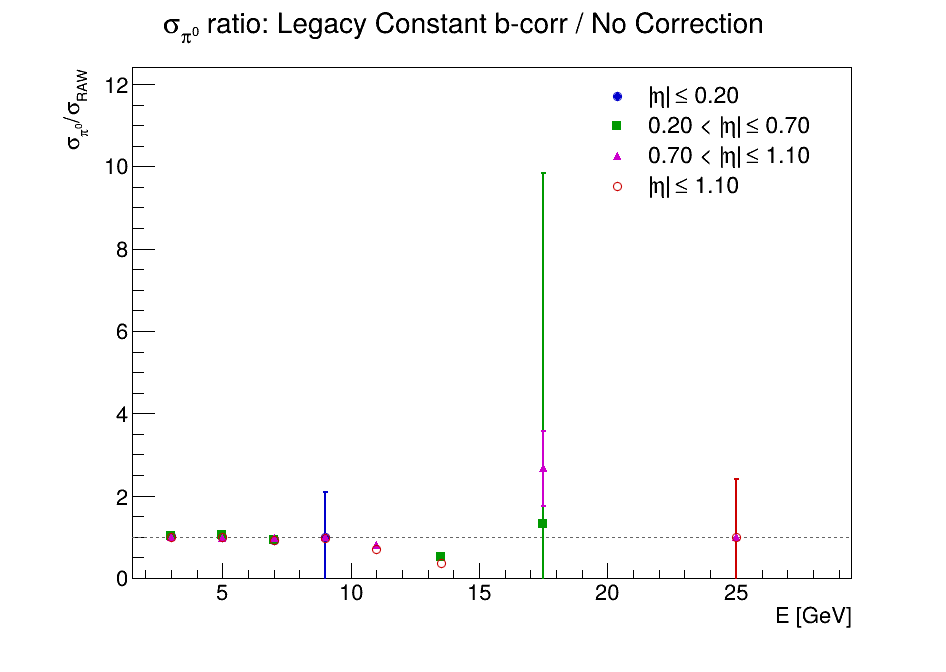 σπ⁰ ratio: Legacy Constant b-corr / No Correction
σπ⁰/σRAW
|η| ≤ 0.20
0.20 < |η| ≤ 0.70
0.70 < |η| ≤ 1.10
|η| ≤ 1.10
12
10
8
6
4
2
0
5 10 15 20 25
E [GeV]